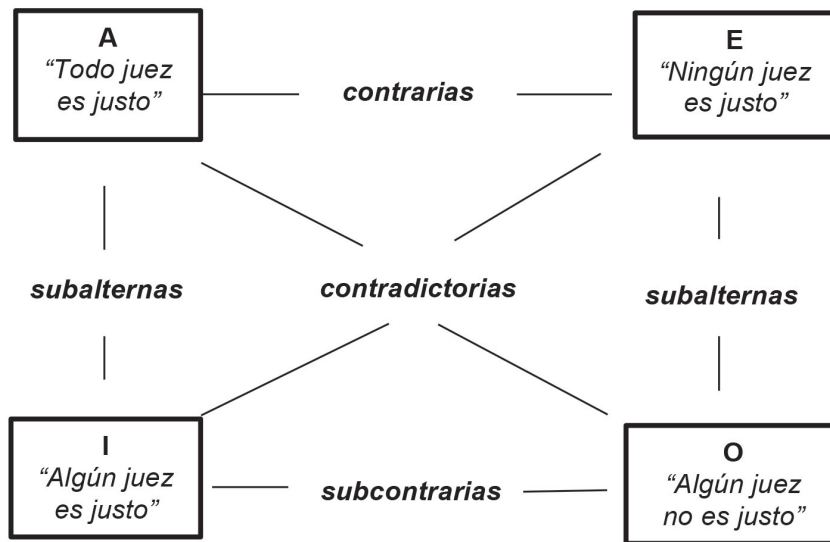 A
“Todo juez
es justo”
E
“Ningún juez
es justo”
contrarias
subalternas
contradictorias
subalternas
I
“Algún juez
es justo”
subcontrarias
O
“Algún juez
no es justo”